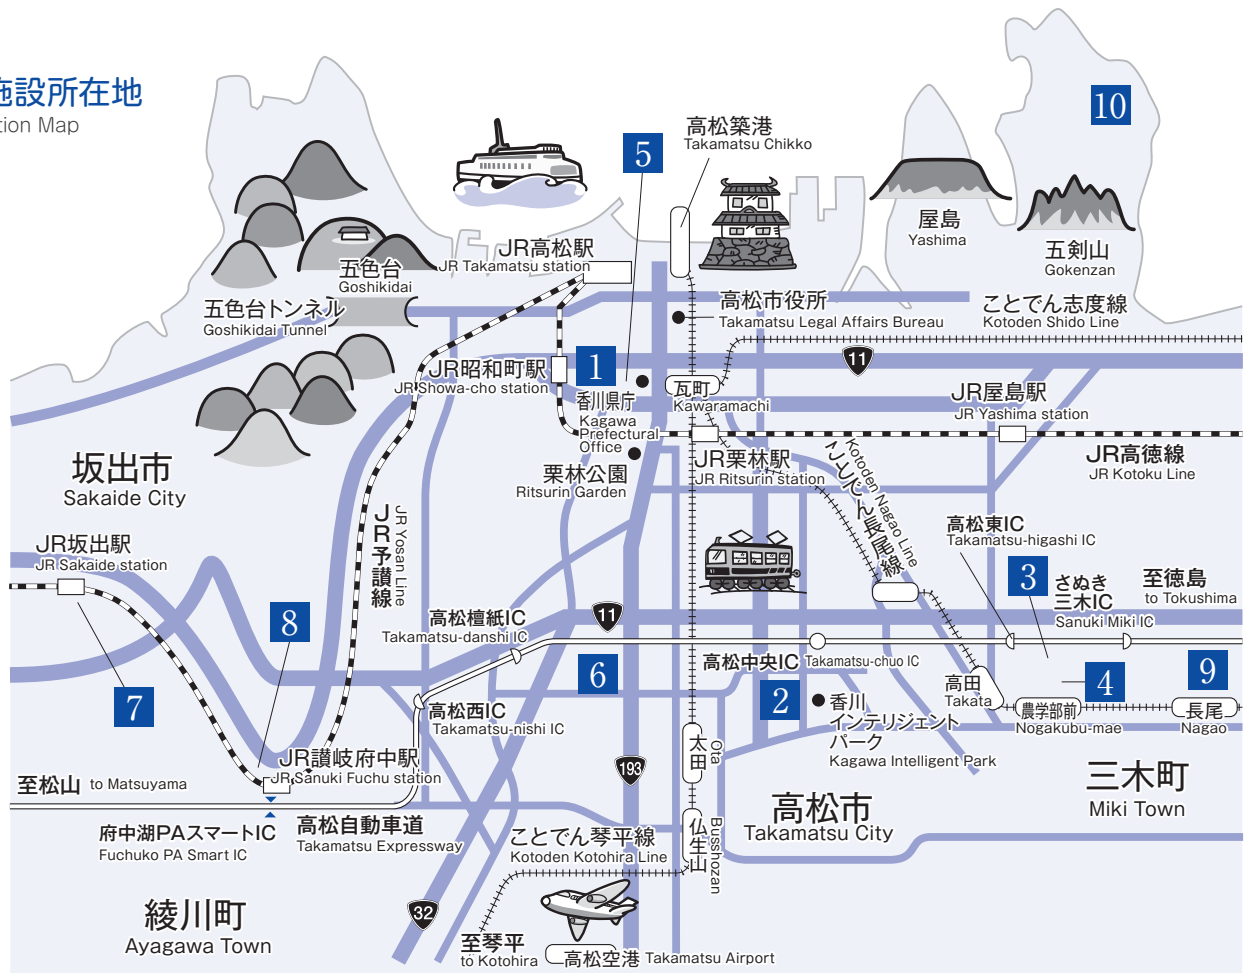 施設所在地
tion Map
10
高松築港
Takamatsu Chikko
5
屋島
Yashima
五剣山
Gokenzan
JR高松駅
JR Takamatsu station
五色台
Goshikidai
五色台トンネル
Goshikidai Tunnel
高松市役所
Takamatsu Legal Affairs Bureau
ことでん志度線
Kotoden Shido Line
11
JR昭和町駅
JR Showa-cho station
1
香川県庁
Kagawa
Prefectural
Office
瓦町
Kawaramachi
JR屋島駅
JR Yashima station
栗林公園
Ritsurin Garden
JR栗林駅
JR Ritsurin station
JR高徳線
JR Kotoku Line
坂出市
Sakaide City
JR予讃線
JR Yosan Line
ことでん長尾線
Kotoden Nagao Line
高松東IC
Takamatsu-higashi IC
JR坂出駅
JR Sakaide station
3
さぬき
三木IC
Sanuki Miki IC
至徳島
to Tokushima
8
高松檀紙IC
Takamatsu-danshi IC
11
6
高松中央IC
Takamatsu-chuo IC
7
高松西IC
Takamatsu-nishi IC
2
香川
インテリジェント
パーク
Kagawa Intelligent Park
高田
Takata
4
9
農学部前
Nogakubu-mae
長尾
Nagao
太田
Ota
193
JR讃岐府中駅
JR Sanuki Fuchu station
至松山
to Matsuyama
府中湖PAスマートIC
Fuchuko PA Smart IC
高松自動車道
Takamatsu Expressway
ことでん琴平線
Kotoden Kotohira Line
仏生山
Busshozan
高松市
Takamatsu City
三木町
Miki Town
綾川町
Ayagawa Town
32
至琴平
to Kotohira
高松空港
Takamatsu Airport